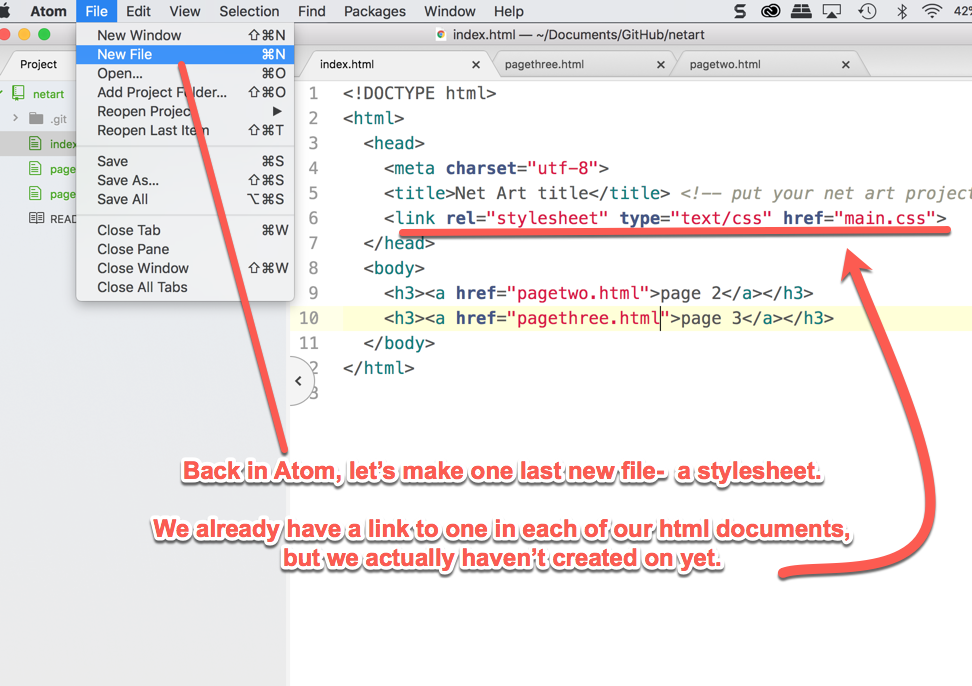 Atom File Edit View Selection Find Packages Window Help S 42%
index.html — ~/Documents/GitHub/netart
New Window ⇧⌘N
New File ⌘N
Open... ⌘O
Add Project Folder... ⇧⌘O
Reopen Project ▶
Reopen Last Item ⇧⌘T
Save ⌘S
Save As... ⇧⌘S
Save All ⌥⌘S
Close Tab ⌘W
Close Pane
Close Window ⇧⌘W
Close All Tabs
Project
netart
.git
index
page
page
READ
index.html × pagethree.html × pagetwo.html ×
1 <!DOCTYPE html>
2 <html>
3 <head>
4 <meta charset="utf-8">
5 <title>Net Art title</title> <!-- put your net art project
6 <link rel="stylesheet" type="text/css" href="main.css">
7 </head>
8 <body>
9 <h3><a href="pagetwo.html">page 2</a></h3>
10 <h3><a href="pagethree.html">page 3</a></h3>
11 </body>
2 </html>
3
Back in Atom, let's make one last new file- a stylesheet.
We already have a link to one in each of our html documents,
but we actually haven't created on yet.